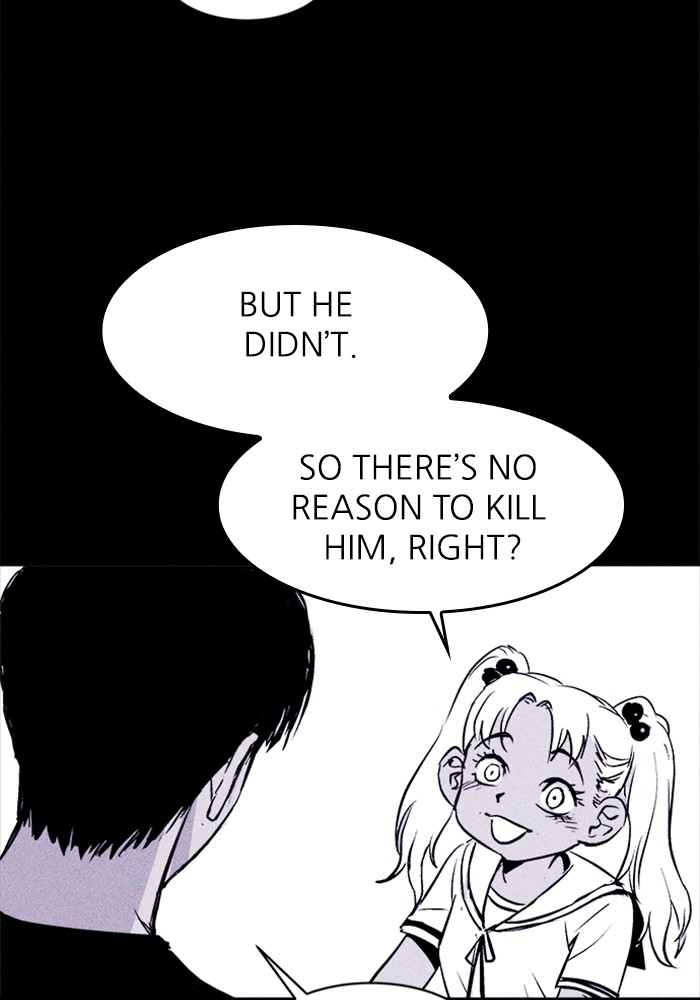 BUT HE
DIDN'T.
SO THERE'S NO
REASON TO KILL
HIM, RIGHT?